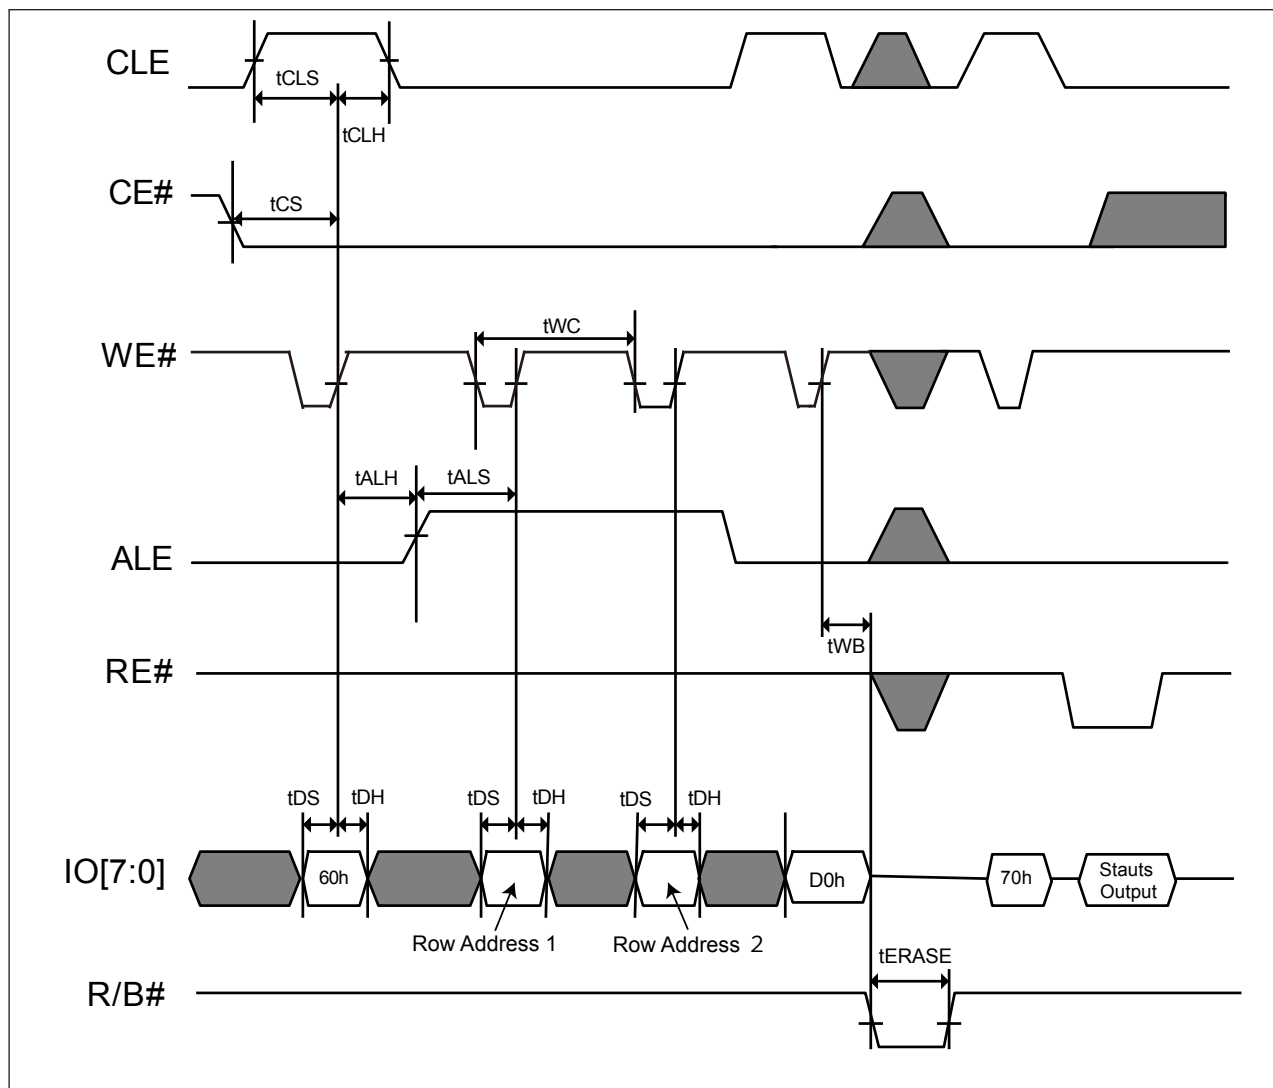 CLE
tCLS
tCLH
CE#
tCS
WE#
tWC
tALH
tALS
ALE
tWB
RE#
tDS
tDH
tDS
tDH
tDS
tDH
IO[7:0]
60h
D0h
70h
Stauts
Output
Row Address 1
Row Address 2
tERASE
R/B#